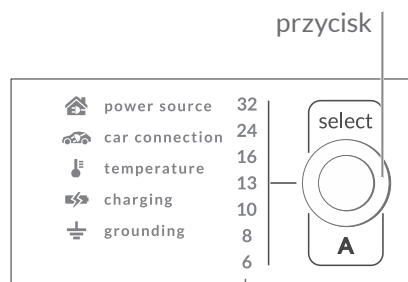 przycisk
power source
car connection
temperature
charging
grounding
32
24
16
13
10
8
6
select
A